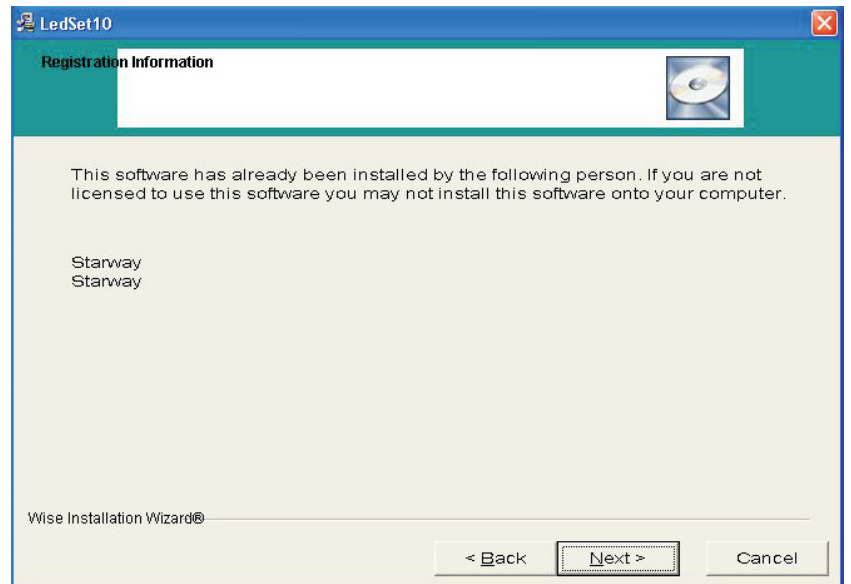 LedSet10
Registration Information
This software has already been installed by the following person. If you are not
licensed to use this software you may not install this software onto your computer.
Starway
Starway
Wise Installation Wizard®
< Back
Next >
Cancel